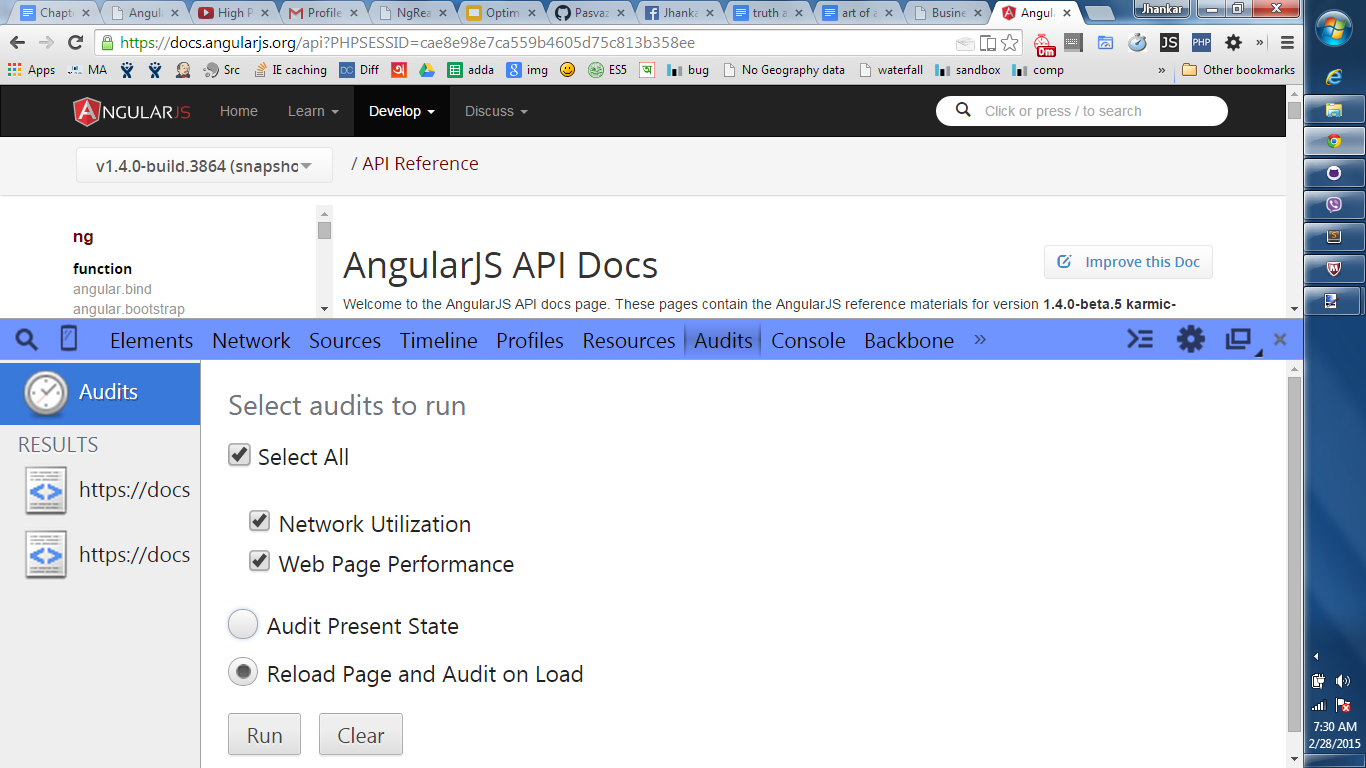 Chapt Angul High P Profile NgRea Optim Pasvaz Jhanka truth a art of a Busine Angul Jhankar
https://docs.angularjs.org/api?PHPSESSID=cae8e98e7ca559b4605d75c813b358ee 0m JS PHP »
Apps MA Src IE caching DC Diff adda 8 img ES5 অ bug No Geography data waterfall sandbox comp » Other bookmarks
ANGULARJS Home Learn Develop Discuss Click or press / to search
v1.4.0-build.3864 (snapsho / API Reference
ng
function
angular.bind
angular.bootstrap
AngularJS API Docs
Improve this Doc
Welcome to the AngularJS API docs page. These pages contain the AngularJS reference materials for version 1.4.0-beta.5 karmic-
Elements Network Sources Timeline Profiles Resources Audits Console Backbone »
Audits
RESULTS
https://docs
https://docs
Select audits to run
Select All
Network Utilization
Web Page Performance
Audit Present State
Reload Page and Audit on Load
Run Clear
7:30 AM
2/28/2015